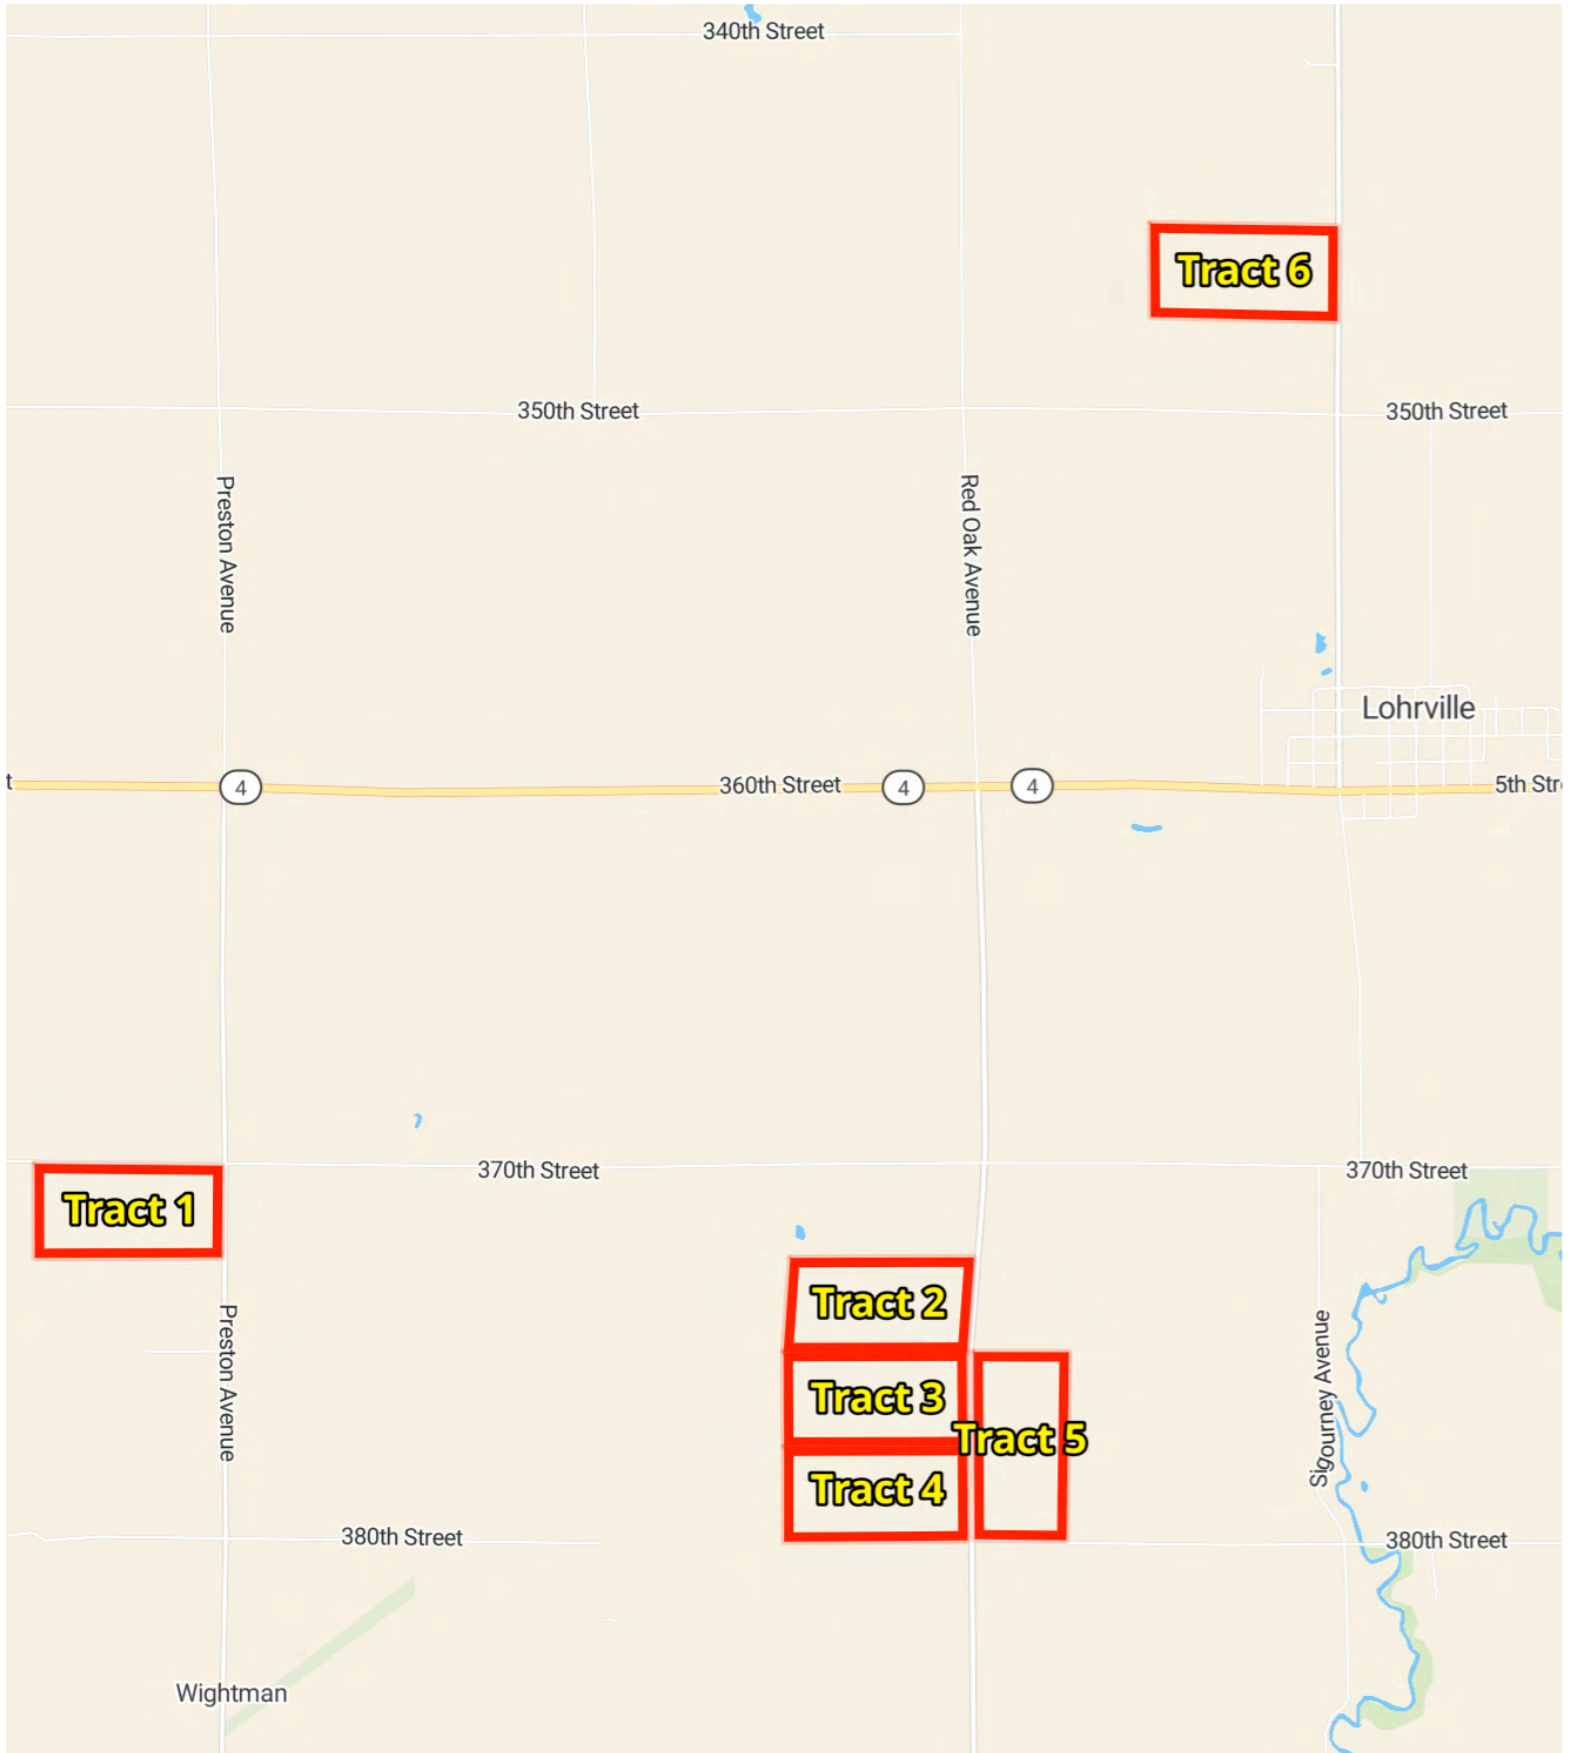 340th Street
Tract 6
350th Street
350th Street
Preston Avenue
Red Oak Avenue
Lohrville
t
4
360th Street
4
4
5th Str
370th Street
370th Street
Tract 1
Tract 2
Preston Avenue
Sigourney Avenue
Tract 3
Tract 5
Tract 4
380th Street
380th Street
Wightman